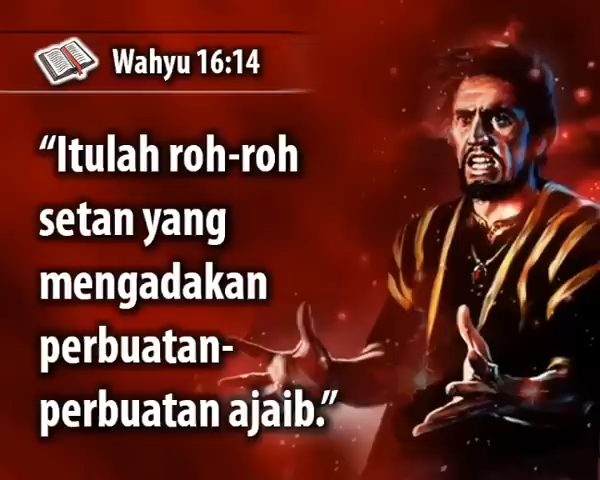 Wahyu 16:14
“Itulah roh-roh
setan yang
mengadakan
perbuatan-
perbuatan ajaib.”